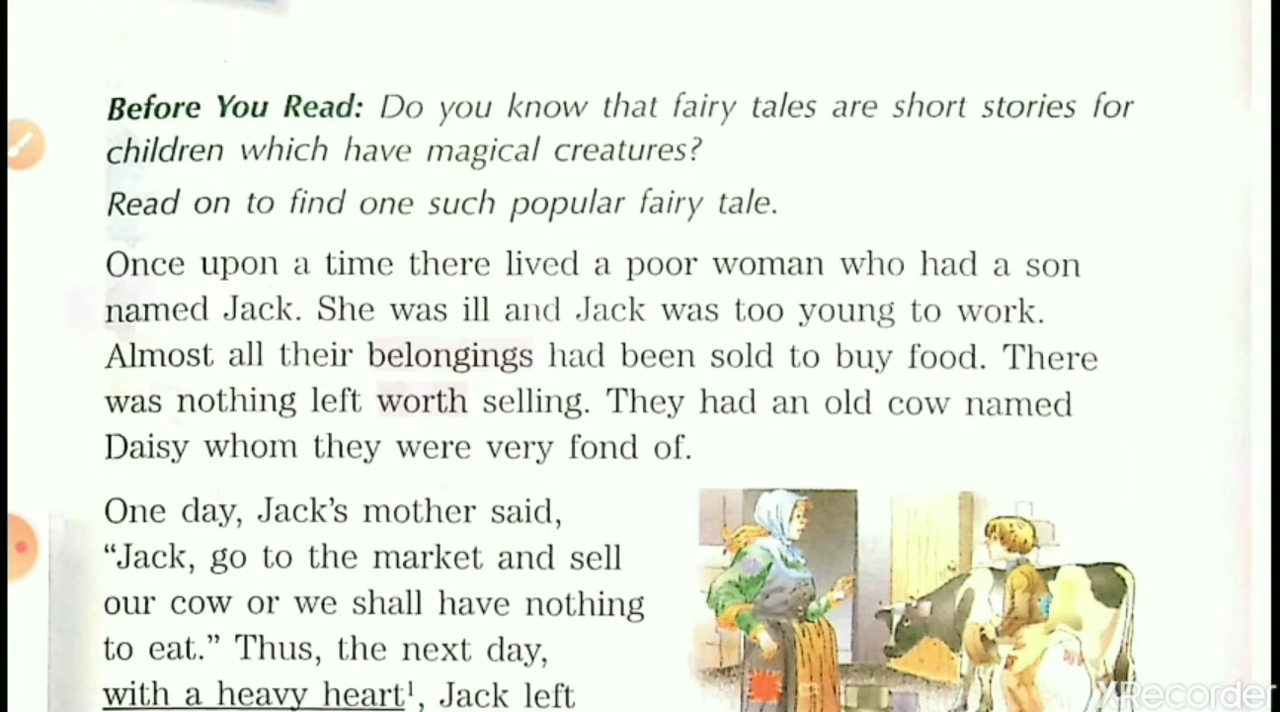 Before You Read: Do you know that fairy tales are short stories for
children which have magical creatures?
Read on to find one such popular fairy tale.
Once upon a time there lived a poor woman who had a son
named Jack. She was ill and Jack was too young to work.
Almost all their belongings had been sold to buy food. There
was nothing left worth selling. They had an old cow named
Daisy whom they were very fond of.
One day, Jack's mother said,
“Jack, go to the market and sell
our cow or we shall have nothing
to eat.” Thus, the next day,
with a heavy heart¹, Jack left
XRecorder